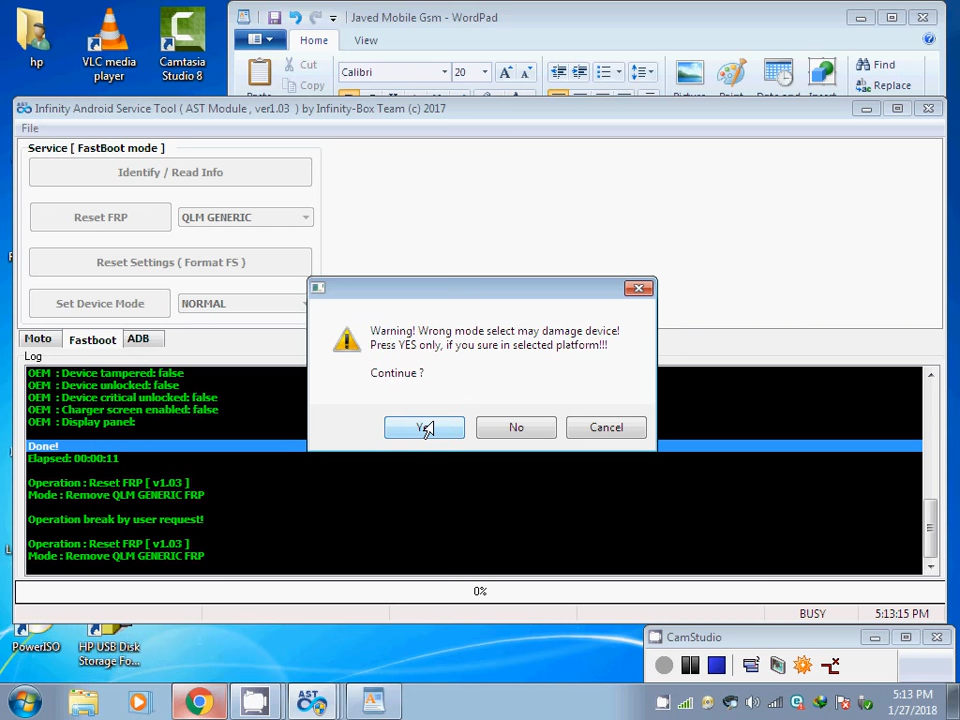 hp
VLC media
player
Camtasia
Studio 8
Javed Mobile Gsm - WordPad
Home
View
Cut
Copy
Calibri
20
Find
Replace
Infinity Android Service Tool ( AST Module , ver1.03 ) by Infinity-Box Team (c) 2017
File
Service [ FastBoot mode ]
Identify / Read Info
Reset FRP
QLM GENERIC
Reset Settings ( Format FS )
Set Device Mode
NORMAL
Warning! Wrong mode select may damage device!
Press YES only, if you sure in selected platform!!!
Continue ?
No
Cancel
Moto
Fastboot
ADB
Log
OEM : Device tampered: false
OEM : Device unlocked: false
OEM : Device critical unlocked: false
OEM : Charger screen enabled: false
OEM : Display panel:
Done!
Elapsed: 00:00:11
Operation : Reset FRP [ v1.03 ]
Mode : Remove QLM GENERIC FRP
Operation break by user request!
Operation : Reset FRP [ v1.03 ]
Mode : Remove QLM GENERIC FRP
0%
BUSY
5:13:15 PM
PowerISO
HP USB Disk
Storage Fo...
CamStudio
AST
5:13 PM
1/27/2018